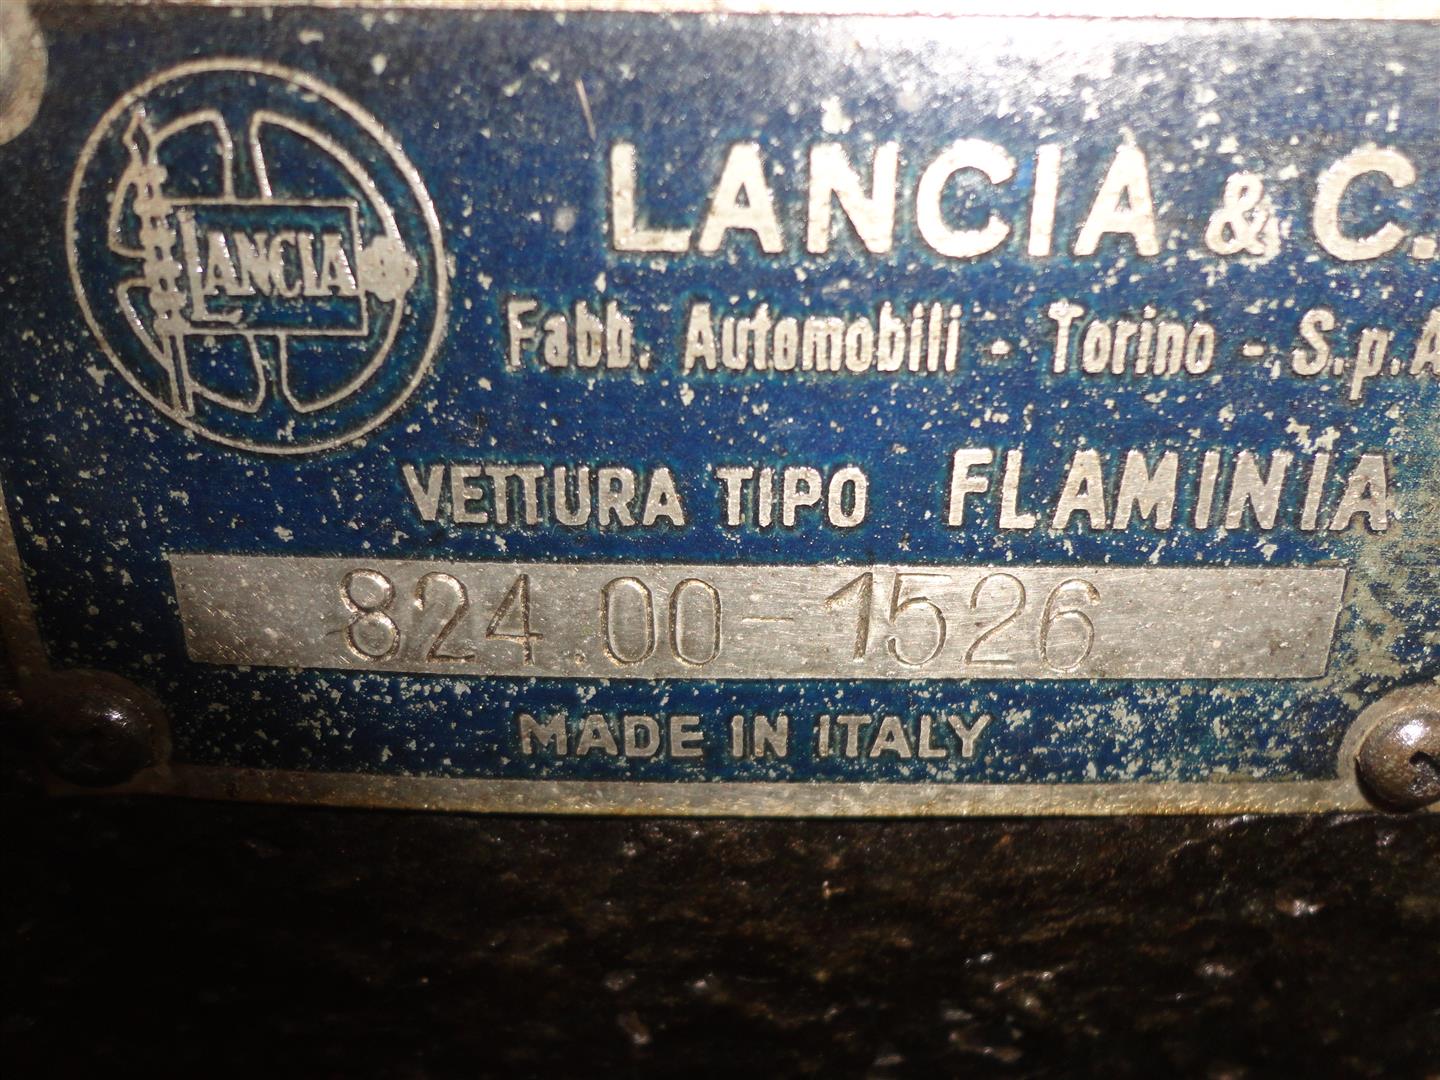 LANCIA
LANCIA & C.
Fabb. Automobili - Torino - S.p.A
VETTURA TIPO FLAMINIA
824.00-1526
MADE IN ITALY